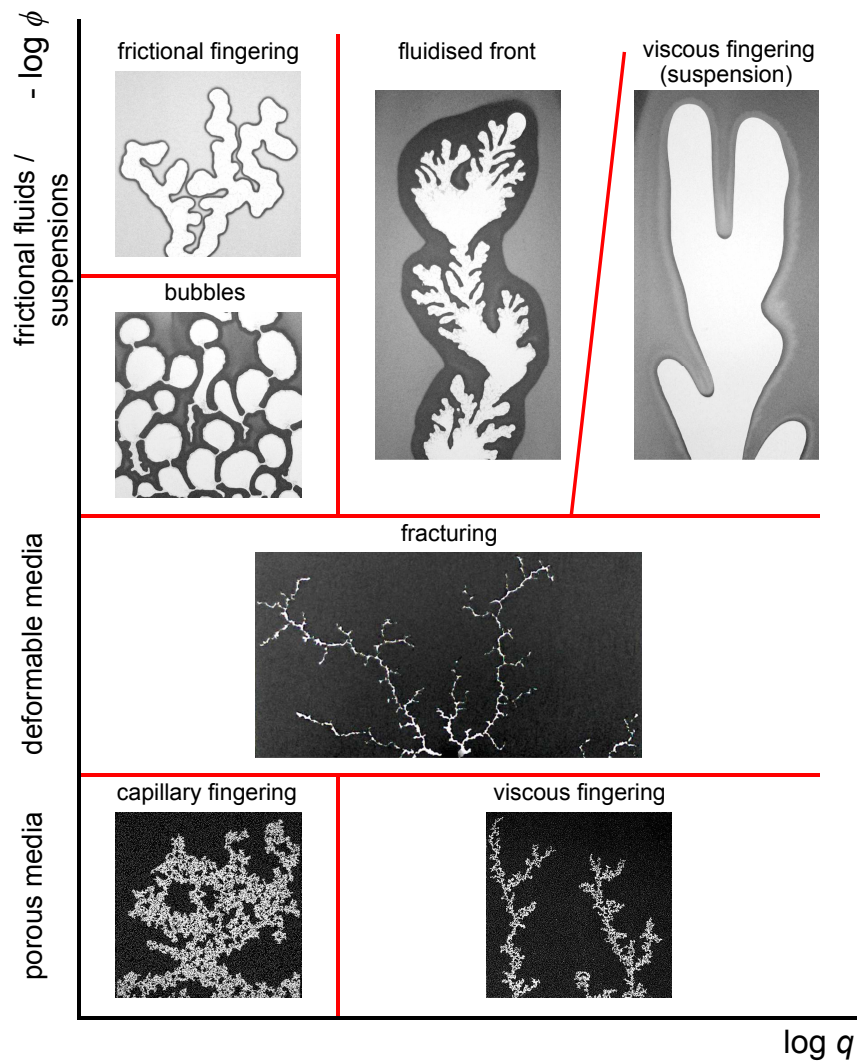 - log ϕ
frictional fingering
fluidised front
viscous fingering
(suspension)
frictional fluids /
suspensions
bubbles
fracturing
deformable media
capillary fingering
viscous fingering
porous media
log q